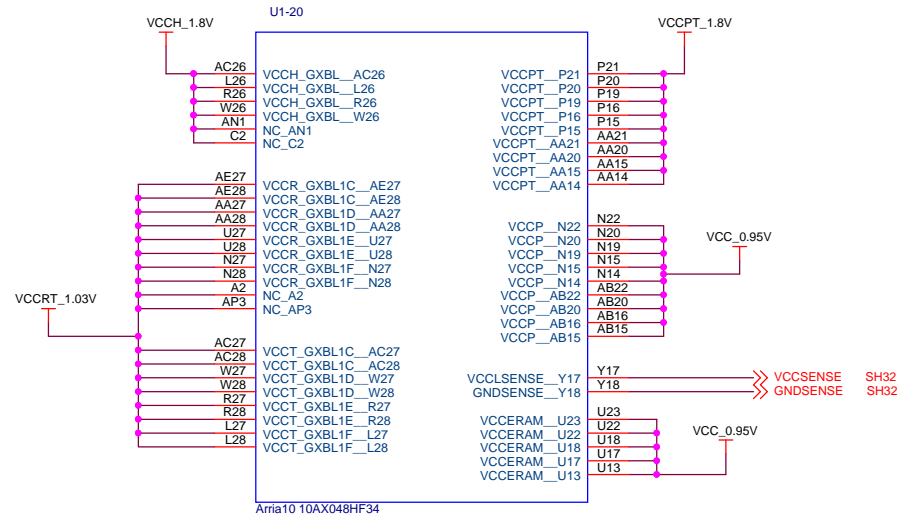 U1-20
VCCH_1.8V
VCCPT_1.8V
AC26 VCCH_GXBL__AC26
L26 VCCH_GXBL__L26
R26 VCCH_GXBL__R26
W26 VCCH_GXBL__W26
AN1 NC_AN1
C2 NC_C2
VCCPT__P21 P21
VCCPT__P20 P20
VCCPT__P19 P19
VCCPT__P16 P16
VCCPT__P15 P15
VCCPT__AA21 AA21
VCCPT__AA20 AA20
VCCPT__AA15 AA15
VCCPT__AA14 AA14
AE27 VCCR_GXBL1C__AE27
AE28 VCCR_GXBL1C__AE28
AA27 VCCR_GXBL1D__AA27
AA28 VCCR_GXBL1D__AA28
U27 VCCR_GXBL1E__U27
U28 VCCR_GXBL1E__U28
N27 VCCR_GXBL1F__N27
N28 VCCR_GXBL1F__N28
A2 NC_A2
AP3 NC_AP3
VCCRT_1.03V
VCCP__N22 N22
VCCP__N20 N20
VCCP__N19 N19
VCCP__N15 N15
VCCP__N14 N14
VCCP__AB22 AB22
VCCP__AB20 AB20
VCCP__AB16 AB16
VCCP__AB15 AB15
VCC_0.95V
AC27 VCCT_GXBL1C__AC27
AC28 VCCT_GXBL1C__AC28
W27 VCCT_GXBL1D__W27
W28 VCCT_GXBL1D__W28
R27 VCCT_GXBL1E__R27
R28 VCCT_GXBL1E__R28
L27 VCCT_GXBL1F__L27
L28 VCCT_GXBL1F__L28
VCCLSENSE__Y17 Y17 VCCSENSE SH32
GNDSENSE__Y18 Y18 GNDSENSE SH32
VCCERAM__U23 U23
VCCERAM__U22 U22
VCCERAM__U18 U18
VCCERAM__U17 U17
VCCERAM__U13 U13
VCC_0.95V
Arria10 10AX048HF34